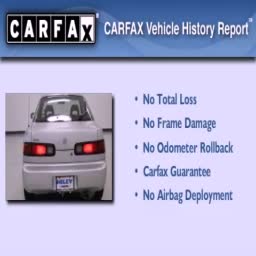 CARFAX®
CARFAX Vehicle History Report™
• No Total Loss
• No Frame Damage
• No Odometer Rollback
• Carfax Guarantee
• No Airbag Deployment